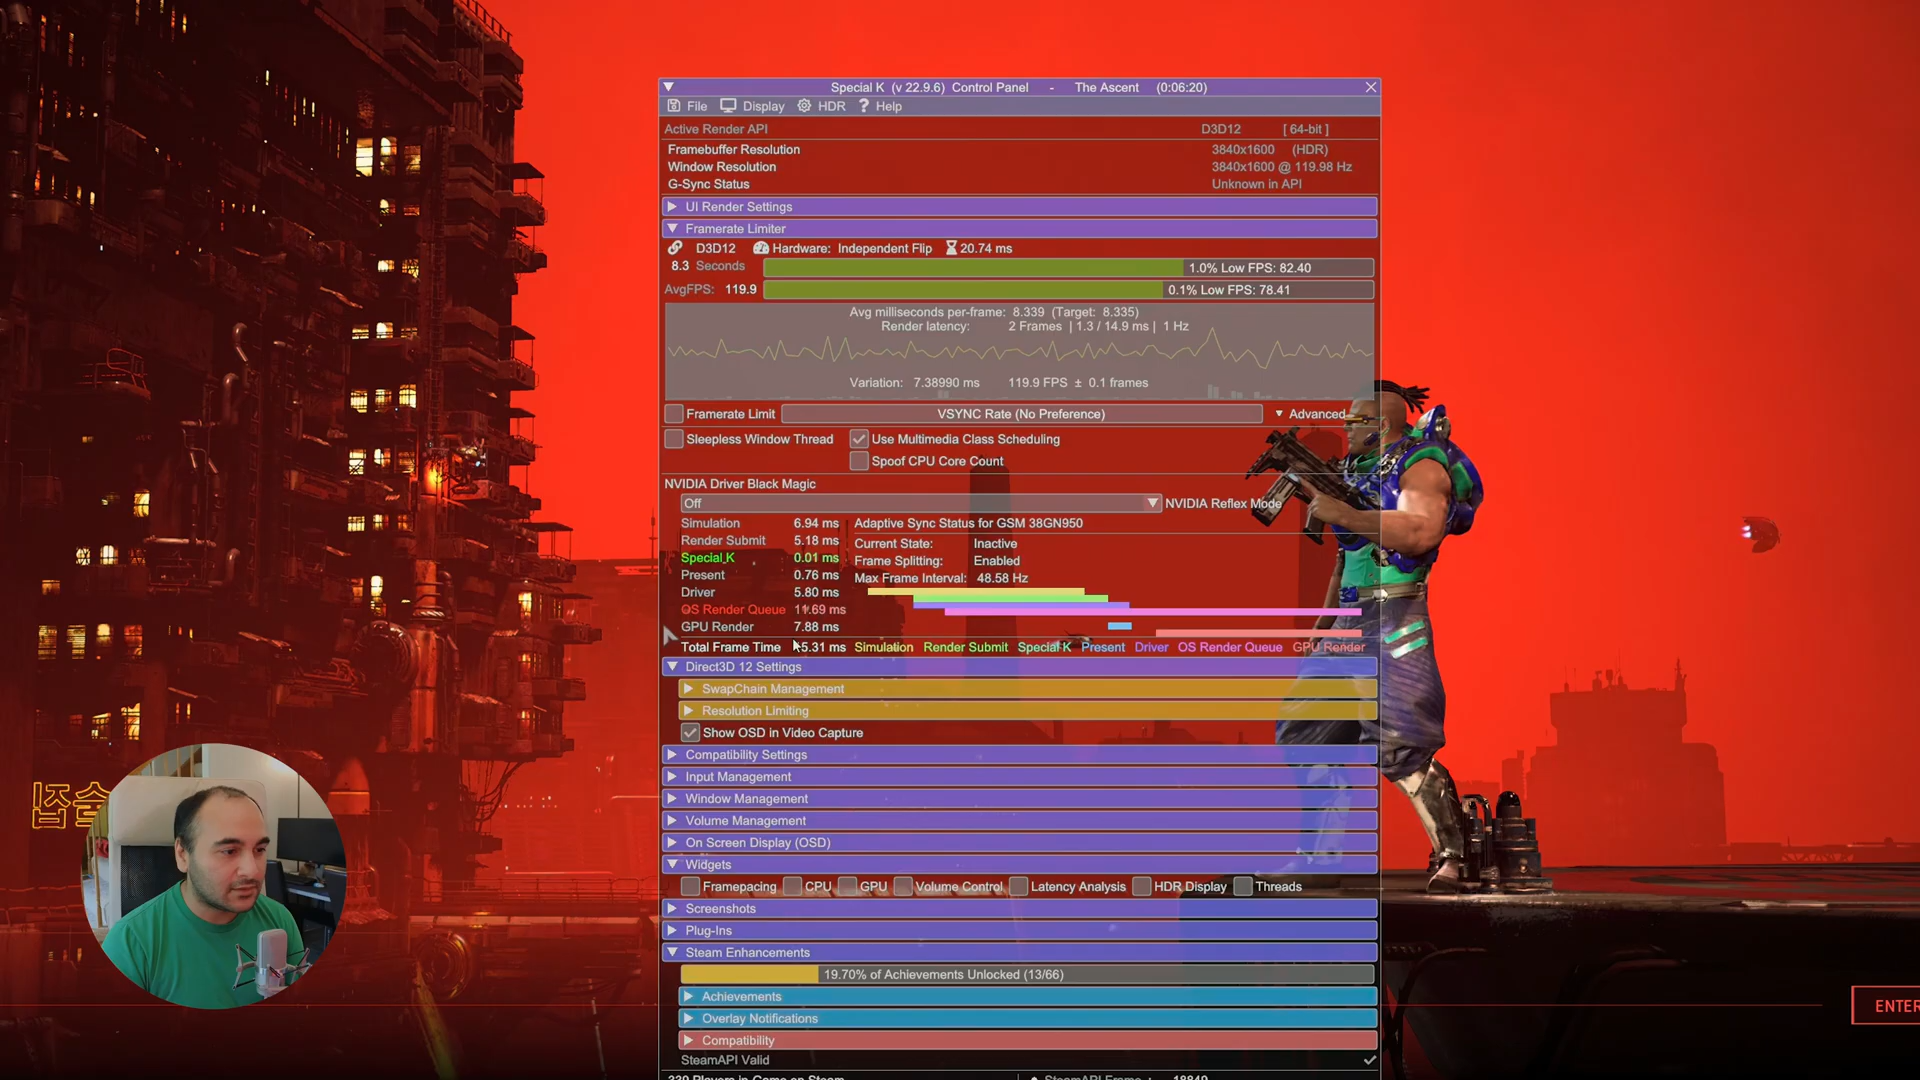 Special K (v 22.9.6) Control Panel - The Ascent (0:06:20)
File Display HDR ? Help
Active Render API D3D12 [ 64-bit ]
Framebuffer Resolution 3840x1600 (HDR)
Window Resolution 3840x1600 @ 119.98 Hz
G-Sync Status Unknown in API
UI Render Settings
Framerate Limiter
D3D12 Hardware: Independent Flip 20.74 ms
8.3 Seconds 1.0% Low FPS: 82.40
AvgFPS: 119.9 0.1% Low FPS: 78.41
Avg milliseconds per-frame: 8.339 (Target: 8.335)
Render latency: 2 Frames | 1.3 / 14.9 ms | 1 Hz
Variation: 7.38990 ms 119.9 FPS ± 0.1 frames
Framerate Limit VSYNC Rate (No Preference) Advanced
Sleepless Window Thread Use Multimedia Class Scheduling
Spoof CPU Core Count
NVIDIA Driver Black Magic
Off NVIDIA Reflex Mode
Simulation 6.94 ms Adaptive Sync Status for GSM 38GN950
Render Submit 5.18 ms Current State: Inactive
Special K 0.01 ms Frame Splitting: Enabled
Present 0.76 ms Max Frame Interval: 48.58 Hz
Driver 5.80 ms
OS Render Queue 11.69 ms
GPU Render 7.88 ms
Total Frame Time 5.31 ms Simulation Render Submit Special K Present Driver OS Render Queue GPU Render
Direct3D 12 Settings
SwapChain Management
Resolution Limiting
Show OSD in Video Capture
Compatibility Settings
Input Management
Window Management
Volume Management
On Screen Display (OSD)
Widgets
Framepacing CPU GPU Volume Control Latency Analysis HDR Display Threads
Screenshots
Plug-Ins
Steam Enhancements
19.70% of Achievements Unlocked (13/66)
Achievements
Overlay Notifications
Compatibility
SteamAPI Valid
ENTER